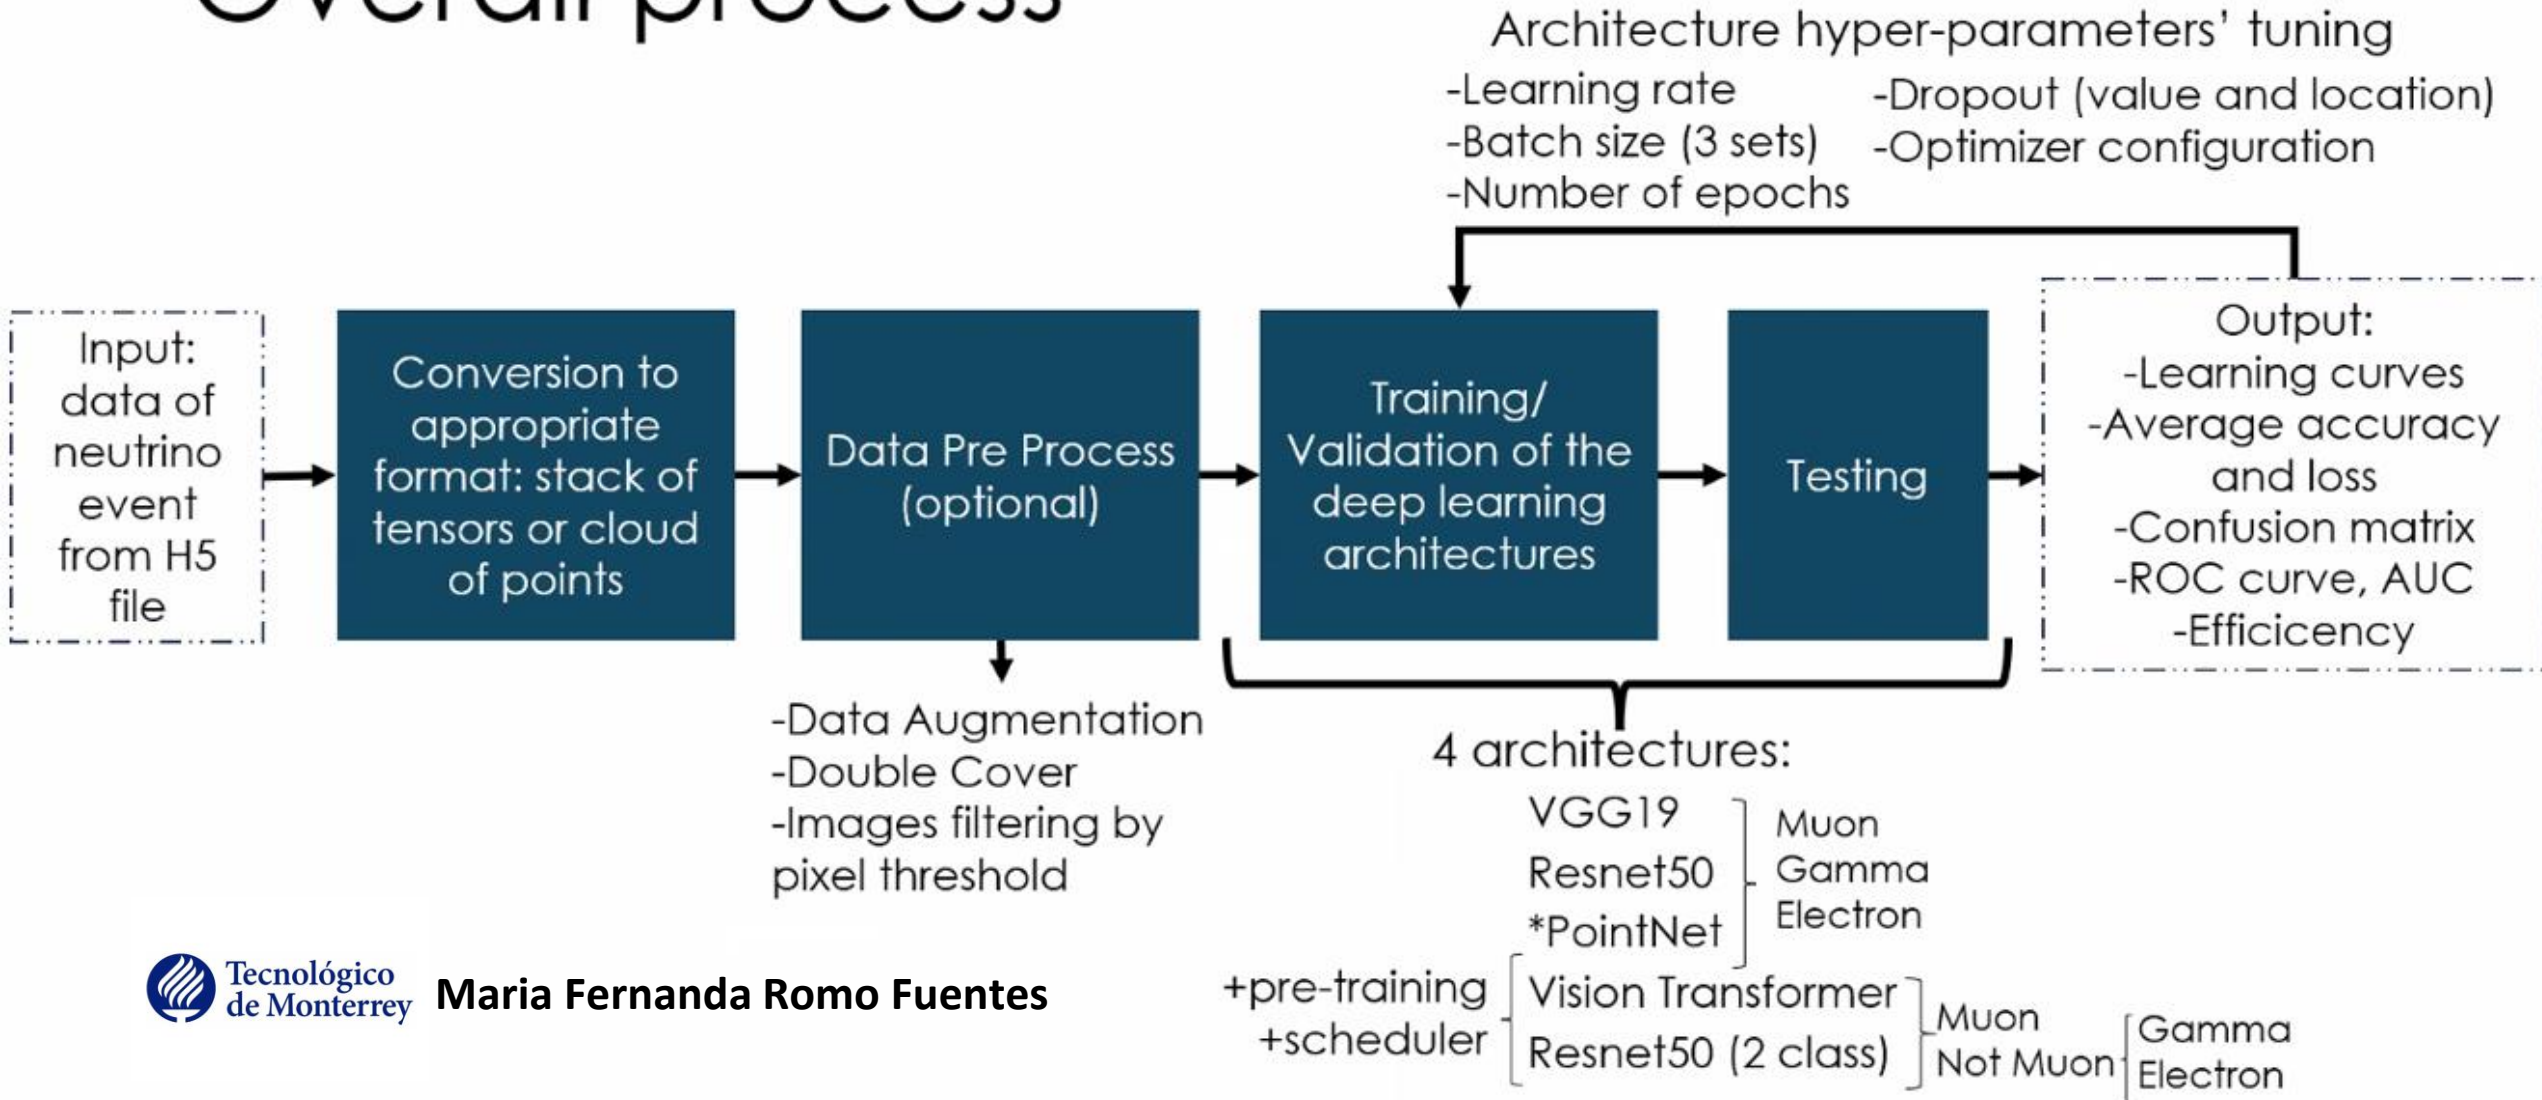 Overall process
Architecture hyper-parameters' tuning
-Learning rate
-Batch size (3 sets)
-Number of epochs
-Dropout (value and location)
-Optimizer configuration
Input:
data of
neutrino
event
from H5
file
Conversion to
appropriate
format: stack of
tensors or cloud
of points
Data Pre Process
(optional)
Training/
Validation of the
deep learning
architectures
Testing
Output:
-Learning curves
-Average accuracy
and loss
-Confusion matrix
-ROC curve, AUC
-Efficicency
-Data Augmentation
-Double Cover
-Images filtering by
pixel threshold
4 architectures:
VGG19
Resnet50
*PointNet
Muon
Gamma
Electron
+pre-training
+scheduler
Vision Transformer
Resnet50 (2 class)
Muon
Not Muon
Gamma
Electron
Tecnológico
de Monterrey
Maria Fernanda Romo Fuentes